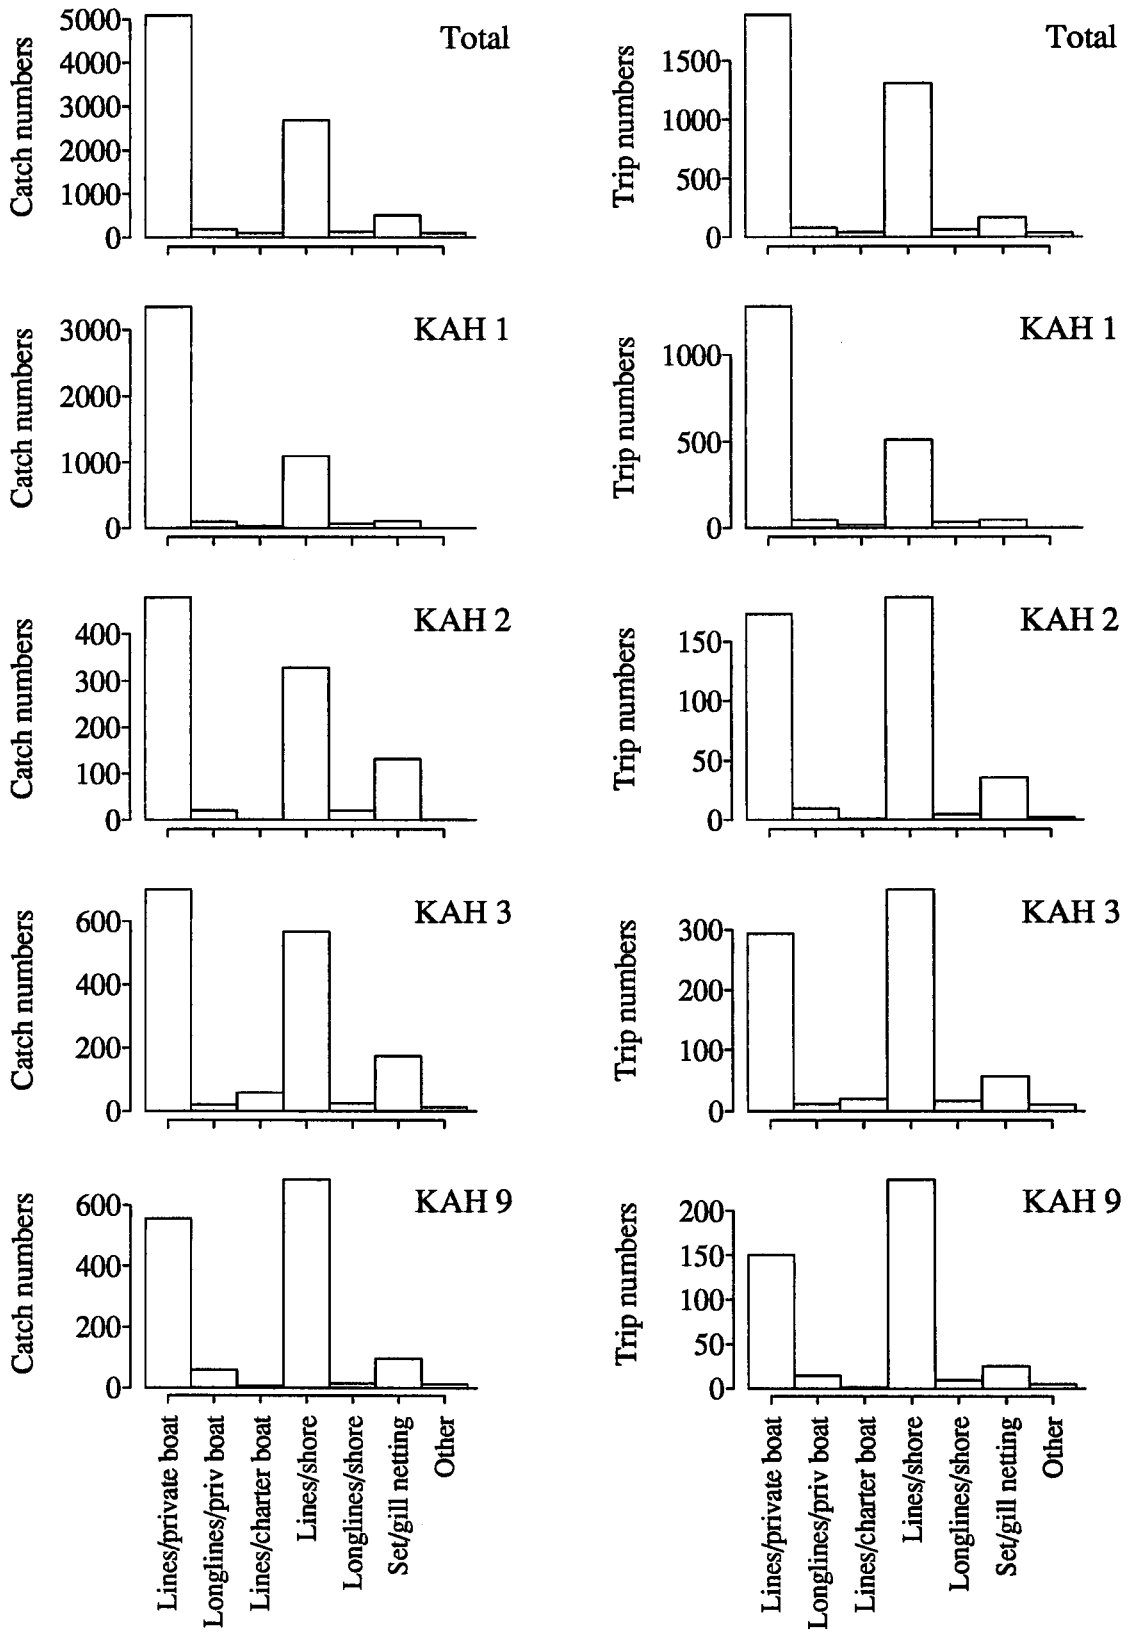 Total
Catch numbers
5000
4000
3000
2000
1000
0
Total
Trip numbers
1500
1000
500
0
KAH 1
Catch numbers
3000
2000
1000
0
KAH 1
Trip numbers
1000
500
0
KAH 2
Catch numbers
400
300
200
100
0
KAH 2
Trip numbers
150
100
50
0
KAH 3
Catch numbers
600
400
200
0
KAH 3
Trip numbers
300
200
100
0
KAH 9
Catch numbers
600
400
200
0
KAH 9
Trip numbers
200
150
100
50
0
Lines/private boat
Longlines/priv boat
Lines/charter boat
Lines/shore
Longlines/shore
Set/gill netting
Other
Lines/private boat
Longlines/priv boat
Lines/charter boat
Lines/shore
Longlines/shore
Set/gill netting
Other